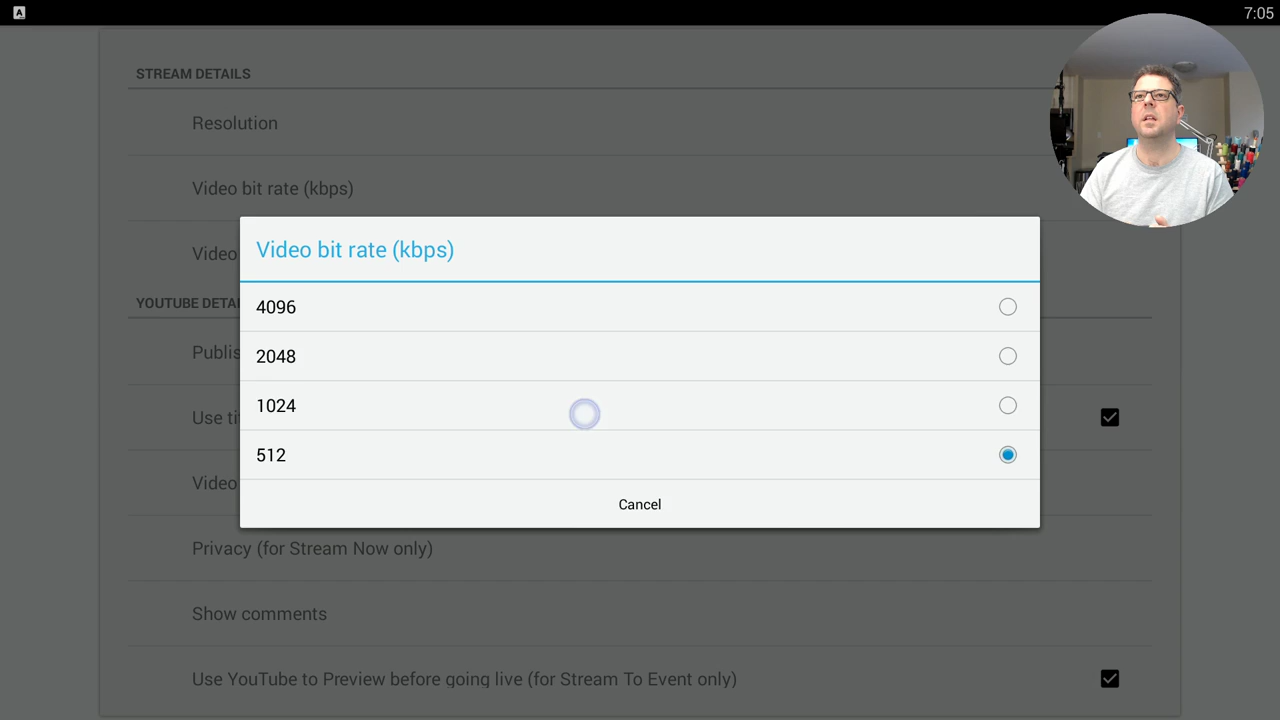 A
7:05
STREAM DETAILS
Resolution
Video bit rate (kbps)
Video
Video bit rate (kbps)
4096
YOUTUBE DETA
2048
Publis
1024
Use ti
512
Video
Cancel
Privacy (for Stream Now only)
Show comments
Use YouTube to Preview before going live (for Stream To Event only)